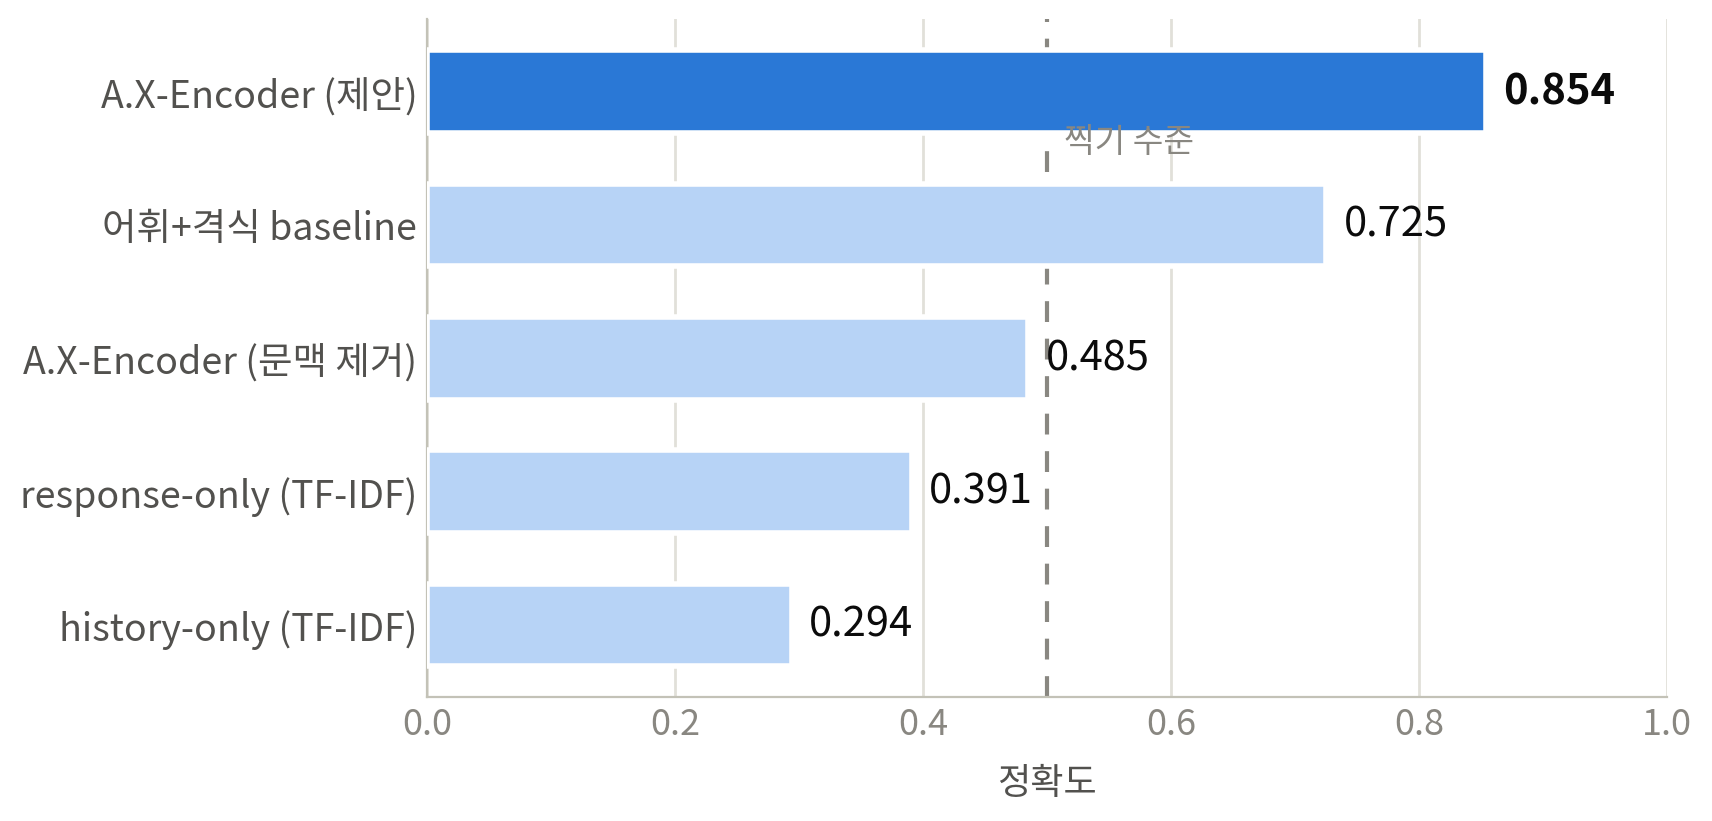 A.X-Encoder (제안)
0.854
찍기 수준
어휘+격식 baseline
0.725
A.X-Encoder (문맥 제거)
0.485
response-only (TF-IDF)
0.391
history-only (TF-IDF)
0.294
0.0 0.2 0.4 0.6 0.8 1.0
정확도